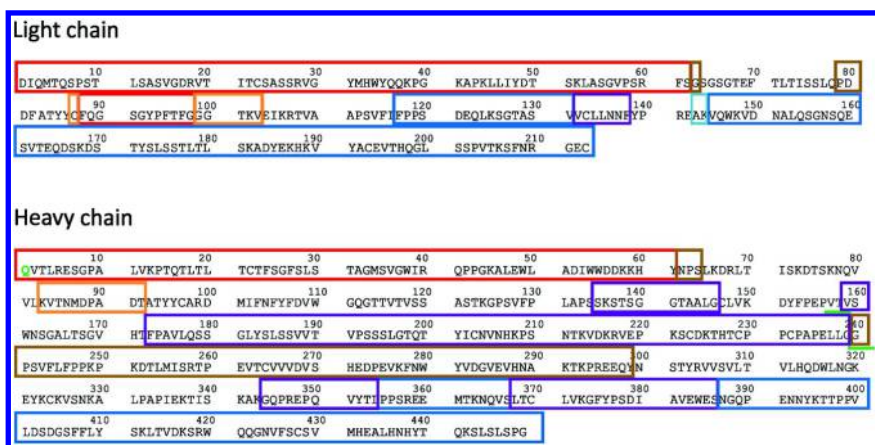 Light chain
10 20 30 40 50 60 70 80
DIQMTQSPST LSASVGDRVT ITCSASSRVG YMHWYQQKPG KAPKLLIYDT SKLASGVPSR FSGSGSGTEF TLTISSLQPD
90 100 110 120 130 140 150 160
DFATYYCFQG SGYPFTFGGG TKVEIKRTVA APSVFIFPPS DEQLKSGTAS VVCLLNNFYP REAKVQWKVD NALQSGNSQE
170 180 190 200 210
SVTEQDSKDS TYSLSSTLTL SKADYEKHKV YACEVTHQGL SSPVTKSFNR GEC
Heavy chain
10 20 30 40 50 60 70 80
QVTLRESGPA LVKPTQTLTL TCTFSGFSLS TAGMSVGWIR QPPGKALEWL ADIWWDDKKH YNPSLKDRLT ISKDTSKNQV
90 100 110 120 130 140 150 160
VLKVTNMDPA DTATYYCARD MIFNFYFDVW GQGTTVTVSS ASTKGPSVFP LAPSSKSTSG GTAALGCLVK DYFPEPVTVS
170 180 190 200 210 220 230 240
WNSGALTSGV HTFPAVLQSS GLYSLSSVVT VPSSSLGTQT YICNVNHKPS NTKVDKRVEP KSCDKTHTCP PCPAPELLGG
250 260 270 280 290 300 310 320
PSVFLFPPKP KDTLMISRTP EVTCVVVDVS HEDPEVKFNW YVDGVEVHNA KTKPREEQYN STYRVVSVLT VLHQDWLNGK
330 340 350 360 370 380 390 400
EYKCKVSNKA LPAPIEKTIS KAKGQPREPQ VYTLPPSREE MTKNQVSLTC LVKGFYPSDI AVEWESNGQP ENNYKTTPPV
410 420 430 440
LDSDGSFFLY SKLTVDKSRW QQGNVFSCSV MHEALHNHYT QKSLSLSPG